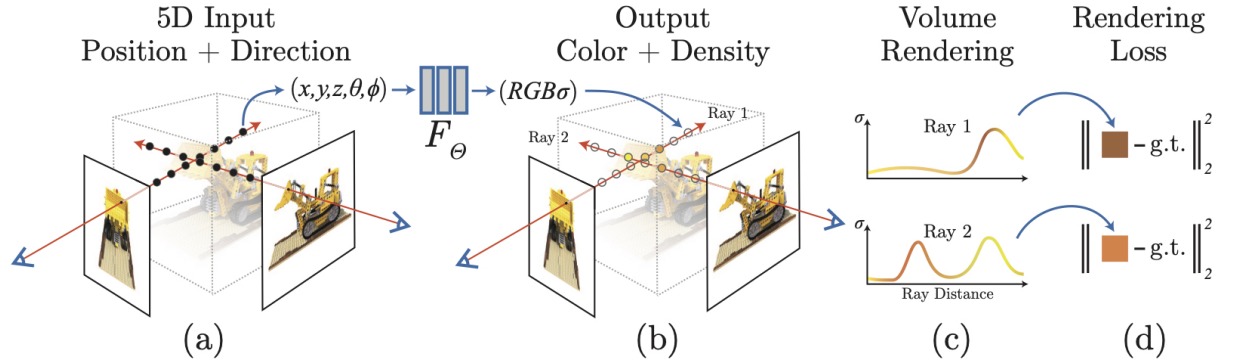 5D Input
Position + Direction
Output
Color + Density
Volume
Rendering
Rendering
Loss
(x,y,z,θ,ϕ)
F_Θ
(RGBσ)
Ray 1
Ray 2
σ
Ray 1
σ
Ray 2
Ray Distance
|| - g.t. ||²₂
|| - g.t. ||²₂
(a)
(b)
(c)
(d)